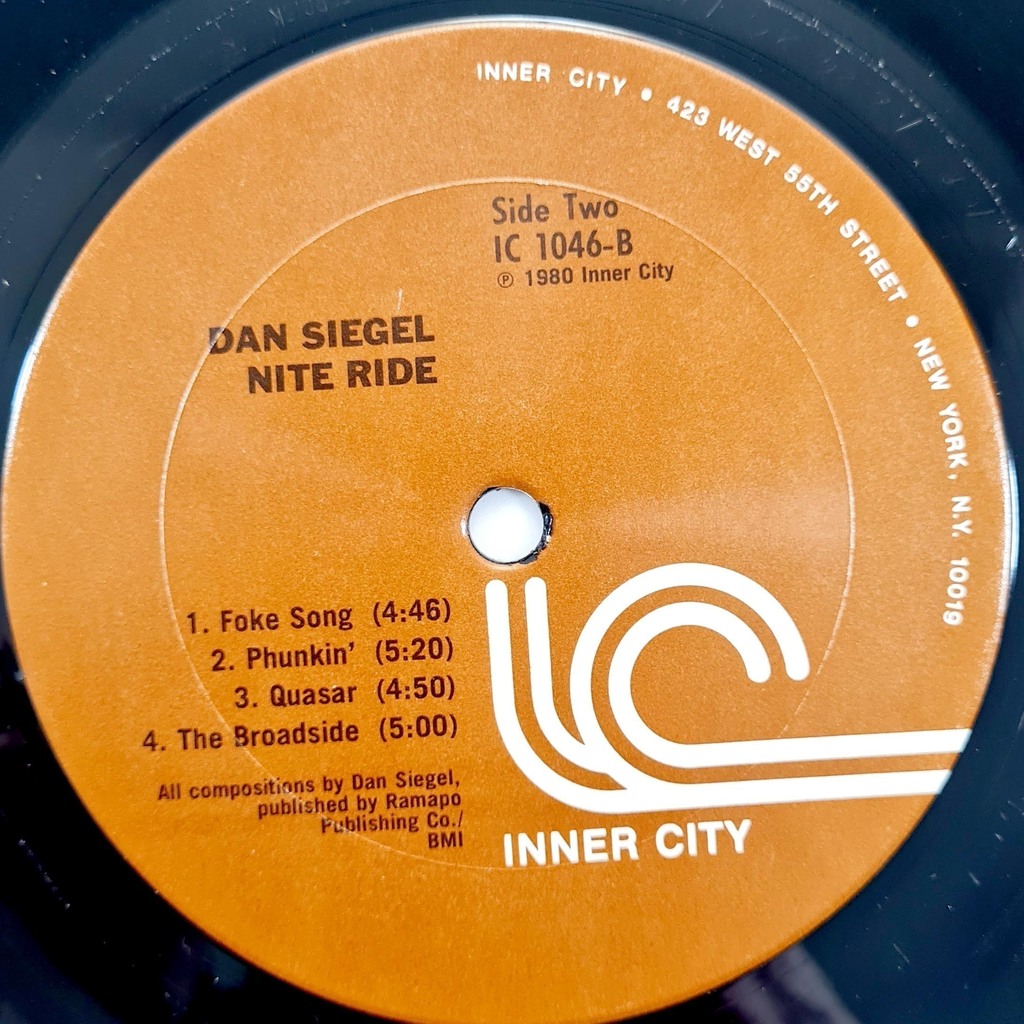 INNER CITY • 423 WEST 55TH STREET • NEW YORK, N.Y. 10019
Side Two
IC 1046-B
℗ 1980 Inner City
DAN SIEGEL
NITE RIDE
1. Foke Song (4:46)
2. Phunkin' (5:20)
3. Quasar (4:50)
4. The Broadside (5:00)
All compositions by Dan Siegel,
published by Ramapo
Publishing Co./
BMI
IC
INNER CITY